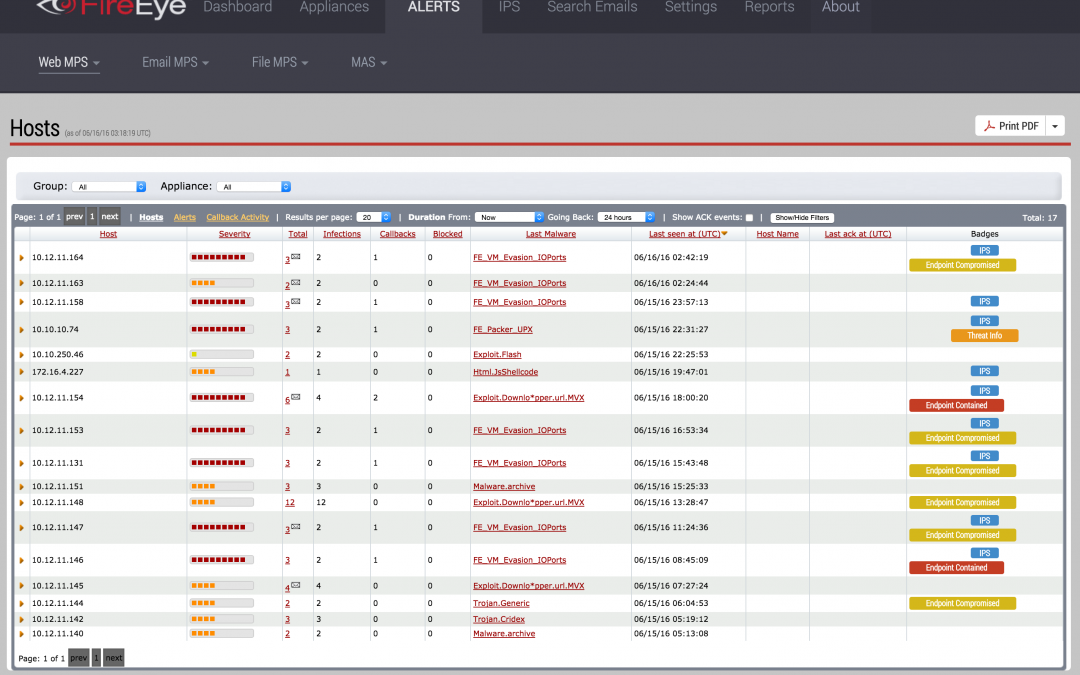 FireEye Dashboard Appliances ALERTS IPS Search Emails Settings Reports About
Web MPS Email MPS File MPS MAS
Hosts (as of 06/16/16 03:18:19 UTC) Print PDF
Group: All Appliance: All
Page: 1 of 1 prev 1 next | Hosts Alerts Callback Activity | Results per page: 20 | Duration From: Now Going Back: 24 hours | Show ACK events: | Show/Hide Filters Total: 17
Host Severity Total Infections Callbacks Blocked Last Malware Last seen at (UTC) Host Name Last ack at (UTC) Badges
10.12.11.164 3 2 1 0 FE_VM_Evasion_IOPorts 06/16/16 02:42:19 IPS
Endpoint Compromised
10.12.11.163 2 2 0 0 FE_VM_Evasion_IOPorts 06/16/16 02:24:44
10.12.11.158 3 2 1 0 FE_VM_Evasion_IOPorts 06/15/16 23:57:13 IPS
10.10.10.74 3 2 1 0 FE_Packer_UPX 06/15/16 22:31:27 IPS
Threat Info
10.10.250.46 2 2 0 0 Exploit.Flash 06/15/16 22:25:53
172.16.4.227 1 1 0 0 Html.JsShellcode 06/15/16 19:47:01 IPS
10.12.11.154 6 4 2 0 Exploit.Downlo*pper.url.MVX 06/15/16 18:00:20 IPS
Endpoint Contained
10.12.11.153 3 2 1 0 FE_VM_Evasion_IOPorts 06/15/16 16:53:34 IPS
Endpoint Compromised
10.12.11.131 3 2 1 0 FE_VM_Evasion_IOPorts 06/15/16 15:43:48 IPS
Endpoint Compromised
10.12.11.151 3 3 0 0 Malware.archive 06/15/16 15:25:33
10.12.11.148 12 12 0 0 Exploit.Downlo*pper.url.MVX 06/15/16 13:28:47 Endpoint Compromised
10.12.11.147 3 2 1 0 FE_VM_Evasion_IOPorts 06/15/16 11:24:36 IPS
Endpoint Compromised
10.12.11.146 3 2 1 0 FE_VM_Evasion_IOPorts 06/15/16 08:45:09 IPS
Endpoint Contained
10.12.11.145 4 4 0 0 Exploit.Downlo*pper.url.MVX 06/15/16 07:27:24
10.12.11.144 2 2 0 0 Trojan.Generic 06/15/16 06:04:53 Endpoint Compromised
10.12.11.142 3 3 0 0 Trojan.Cridex 06/15/16 05:19:12
10.12.11.140 2 2 0 0 Malware.archive 06/15/16 05:13:08
Page: 1 of 1 prev 1 next